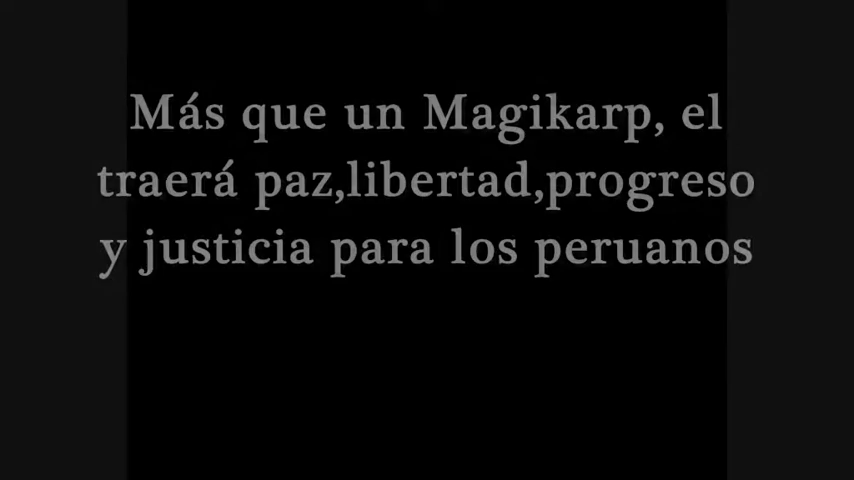 Más que un Magikarp, el
traerá paz,libertad,progreso
y justicia para los peruanos